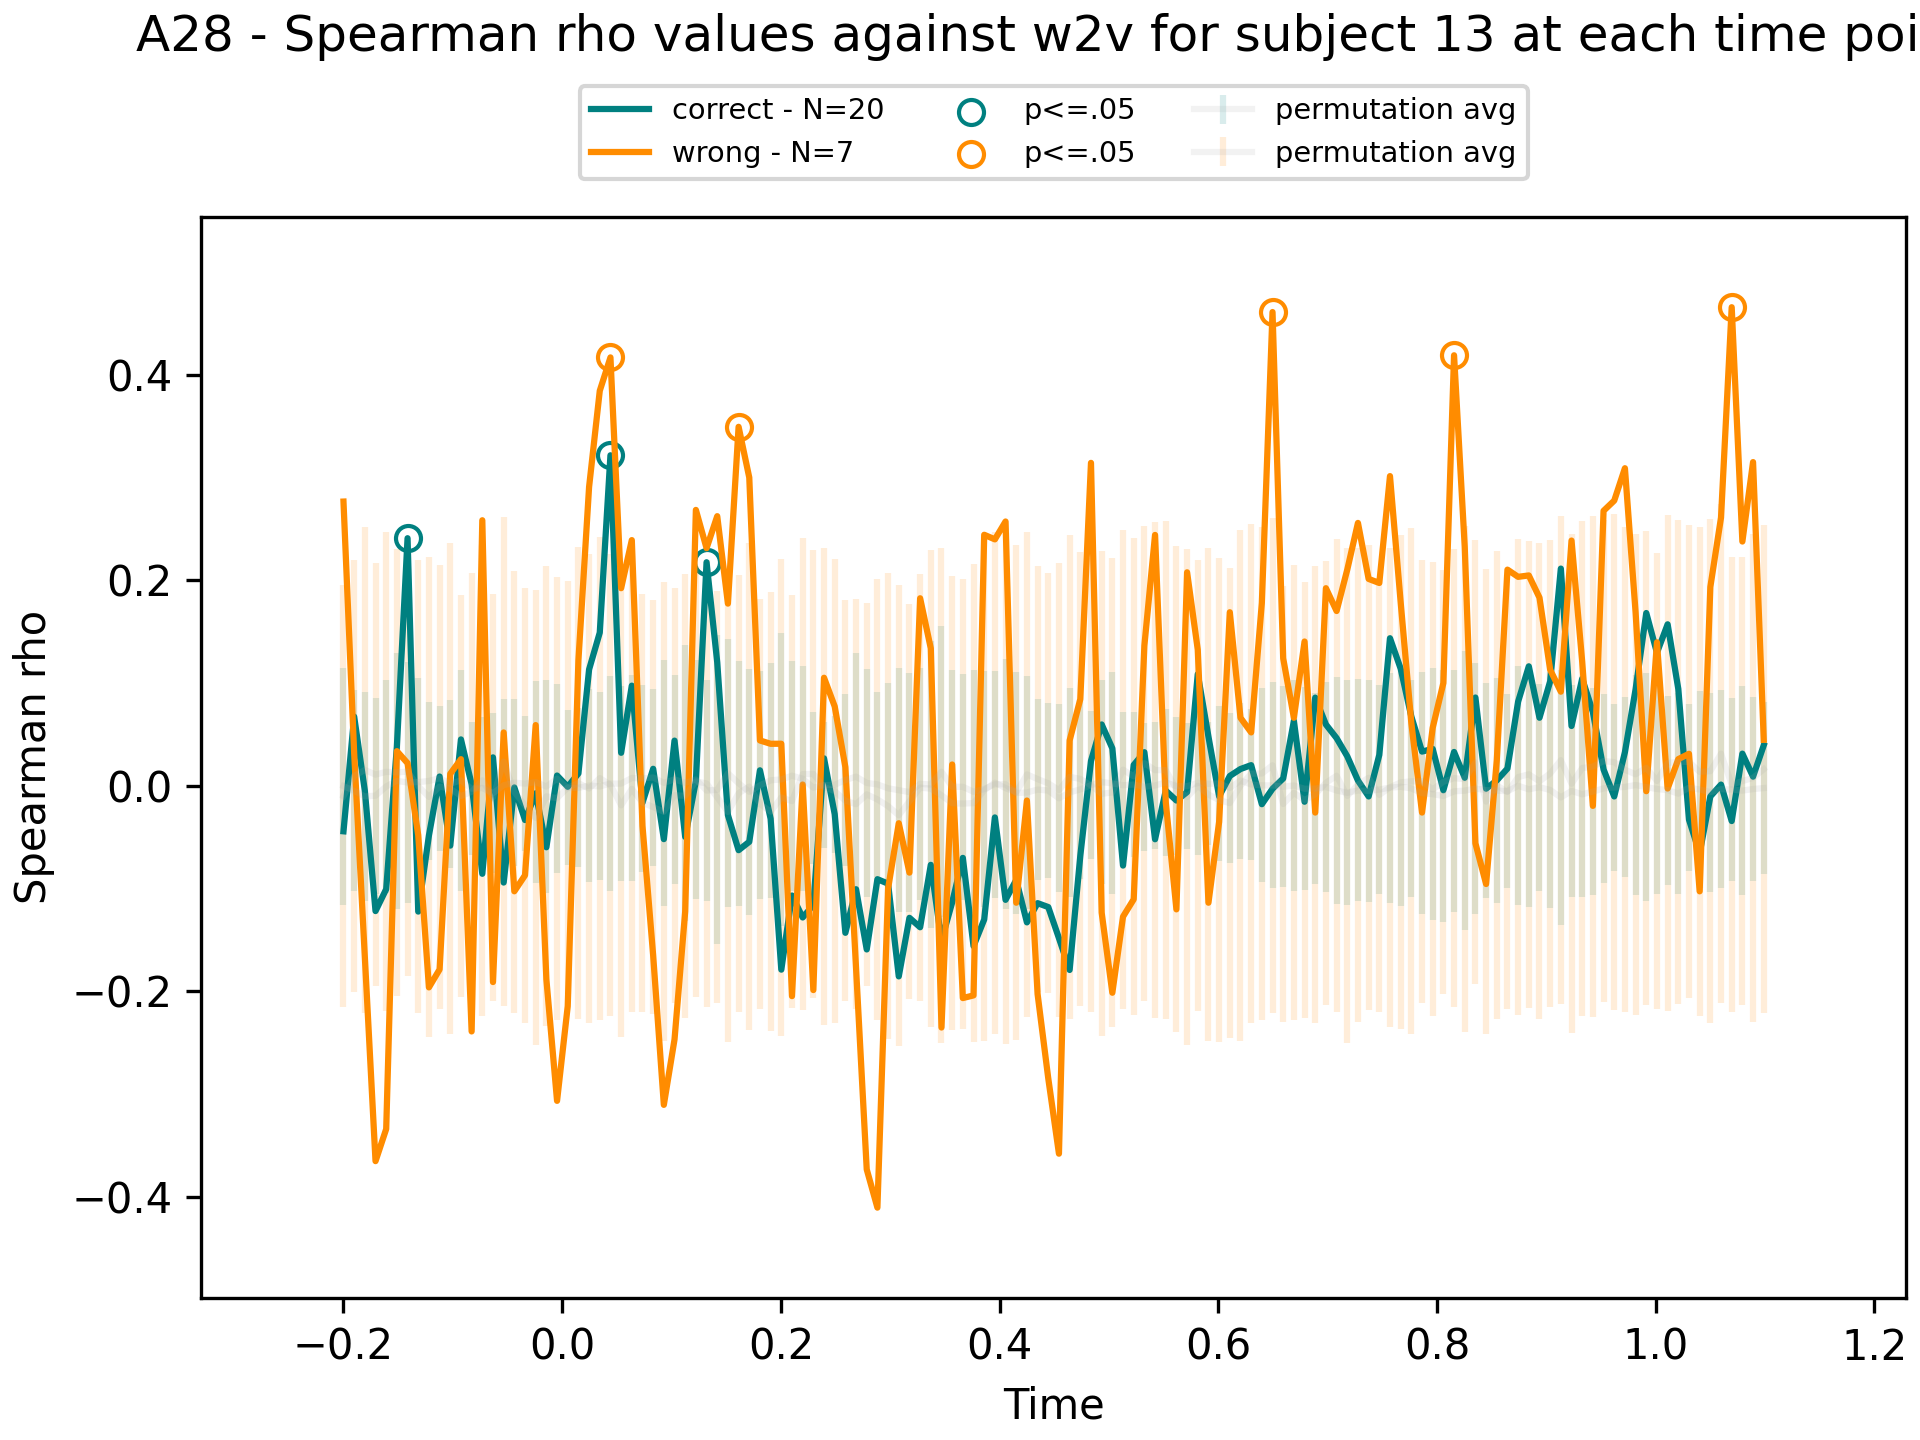 A28 - Spearman rho values against w2v for subject 13 at each time poi
correct - N=20 p<=.05 permutation avg
wrong - N=7 p<=.05 permutation avg
Spearman rho
0.4
0.2
0.0
−0.2
−0.4
−0.2 0.0 0.2 0.4 0.6 0.8 1.0 1.2
Time